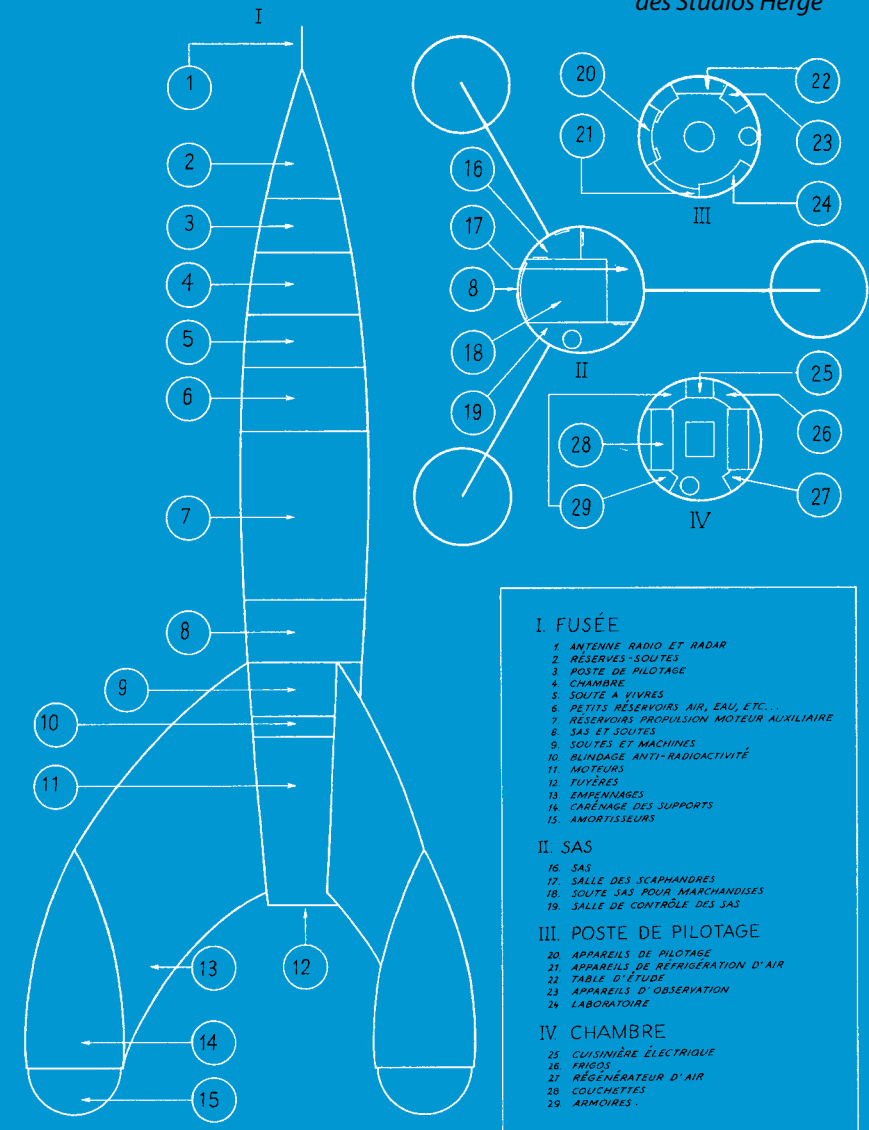 des Studios Hergé
I
1
2
3
4
5
6
7
8
9
10
11
12
13
14
15
16
17
8
18
19
II
20
21
22
23
24
III
25
26
27
28
29
IV
I. FUSÉE
1. ANTENNE RADIO ET RADAR
2. RÉSERVES-SOUTES
3. POSTE DE PILOTAGE
4. CHAMBRE
5. SOUTE A VIVRES
6. PETITS RÉSERVOIRS AIR, EAU, ETC...
7. RÉSERVOIRS PROPULSION MOTEUR AUXILIAIRE
8. SAS ET SOUTES
9. SOUTES ET MACHINES
10. BLINDAGE ANTI-RADIOACTIVITÉ
11. MOTEURS
12. TUYÈRES
13. EMPENNAGES
14. CARÉNAGE DES SUPPORTS
15. AMORTISSEURS
II. SAS
16. SAS
17. SALLE DES SCAPHANDRES
18. SOUTE SAS POUR MARCHANDISES
19. SALLE DE CONTRÔLE DES SAS
III. POSTE DE PILOTAGE
20. APPAREILS DE PILOTAGE
21. APPAREILS DE RÉFRIGÉRATION D'AIR
22. TABLE D'ÉTUDE
23 APPAREILS D'OBSERVATION
24 LABORATOIRE
IV. CHAMBRE
25. CUISINIÈRE ÉLECTRIQUE
26. FRIGOS
27 RÉGÉNÉRATEUR D'AIR
28 COUCHETTES
29. ARMOIRES.